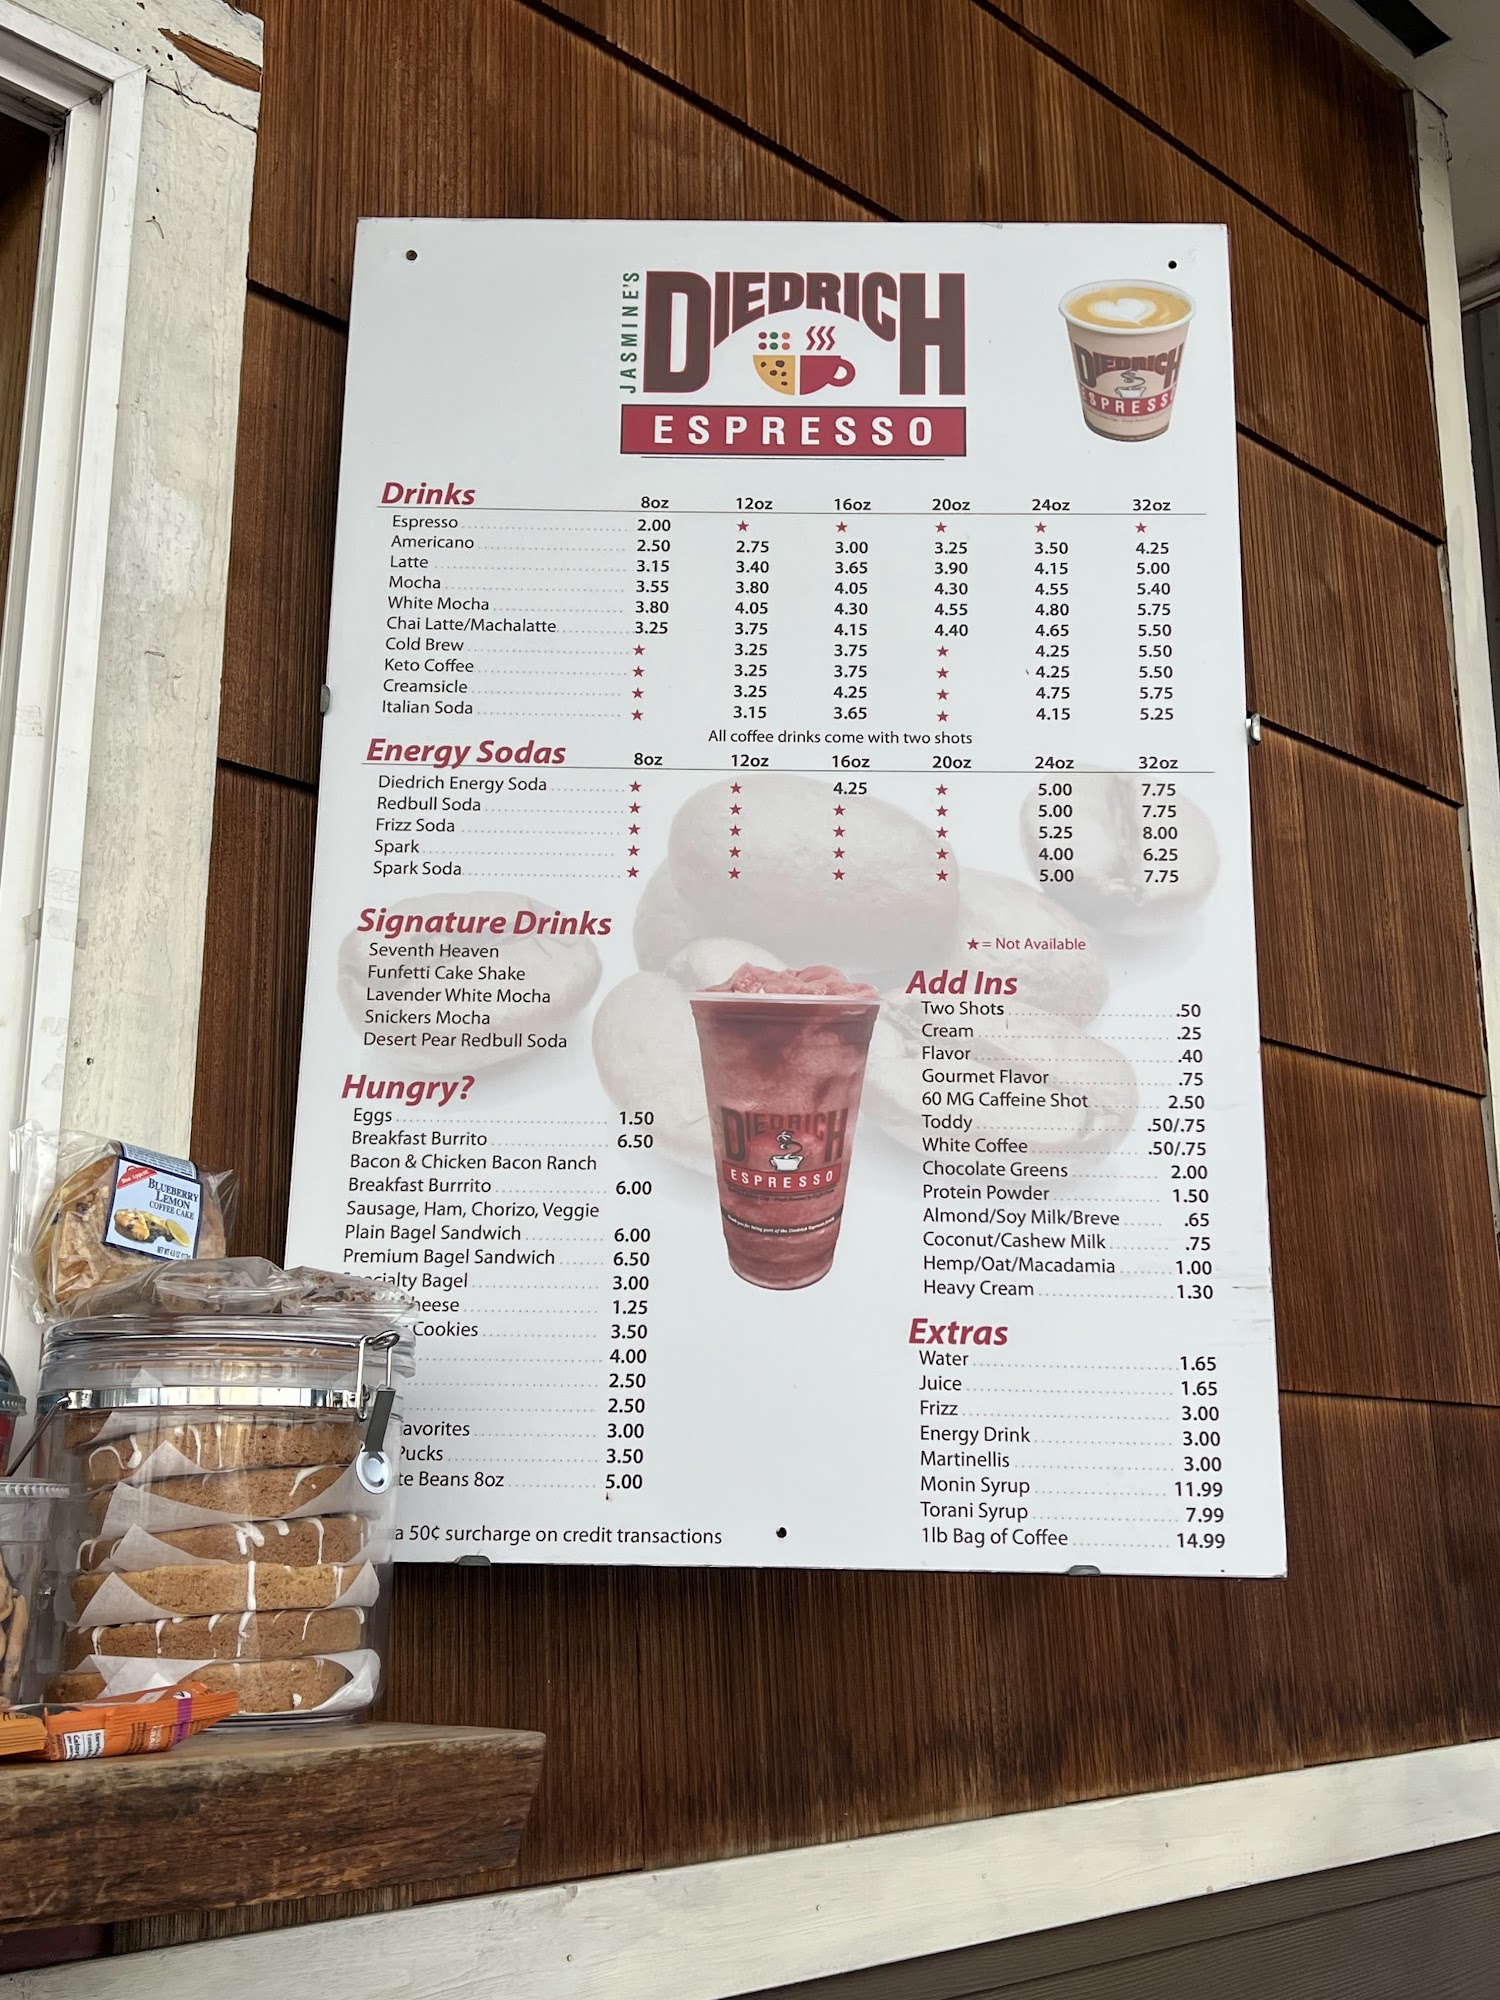 JASMINE'S
DIEDRICH
ESPRESSO
DIEDRICH
ESPRESSO
Drinks 8oz 12oz 16oz 20oz 24oz 32oz
Espresso 2.00 ★ ★ ★ ★ ★
Americano 2.50 2.75 3.00 3.25 3.50 4.25
Latte 3.15 3.40 3.65 3.90 4.15 5.00
Mocha 3.55 3.80 4.05 4.30 4.55 5.40
White Mocha 3.80 4.05 4.30 4.55 4.80 5.75
Chai Latte/Machalatte 3.25 3.75 4.15 4.40 4.65 5.50
Cold Brew ★ 3.25 3.75 ★ 4.25 5.50
Keto Coffee ★ 3.25 3.75 ★ 4.25 5.50
Creamsicle ★ 3.25 4.25 ★ 4.75 5.75
Italian Soda ★ 3.15 3.65 ★ 4.15 5.25
All coffee drinks come with two shots
Energy Sodas 8oz 12oz 16oz 20oz 24oz 32oz
Diedrich Energy Soda ★ ★ 4.25 ★ 5.00 7.75
Redbull Soda ★ ★ ★ ★ 5.00 7.75
Frizz Soda ★ ★ ★ ★ 5.25 8.00
Spark ★ ★ ★ ★ 4.00 6.25
Spark Soda ★ ★ ★ ★ 5.00 7.75
Signature Drinks
Seventh Heaven
Funfetti Cake Shake
Lavender White Mocha
Snickers Mocha
Desert Pear Redbull Soda
Hungry?
Eggs 1.50
Breakfast Burrito 6.50
Bacon & Chicken Bacon Ranch
Breakfast Burrrito 6.00
Sausage, Ham, Chorizo, Veggie
Plain Bagel Sandwich 6.00
Premium Bagel Sandwich 6.50
Specialty Bagel 3.00
heese 1.25
Cookies 3.50
4.00
2.50
2.50
avorites 3.00
Pucks 3.50
te Beans 8oz 5.00
a 50¢ surcharge on credit transactions
DIEDRICH
ESPRESSO
★ = Not Available
Add Ins
Two Shots .50
Cream .25
Flavor .40
Gourmet Flavor .75
60 MG Caffeine Shot 2.50
Toddy .50/.75
White Coffee .50/.75
Chocolate Greens 2.00
Protein Powder 1.50
Almond/Soy Milk/Breve .65
Coconut/Cashew Milk .75
Hemp/Oat/Macadamia 1.00
Heavy Cream 1.30
Extras
Water 1.65
Juice 1.65
Frizz 3.00
Energy Drink 3.00
Martinellis 3.00
Monin Syrup 11.99
Torani Syrup 7.99
1lb Bag of Coffee 14.99
BLUEBERRY
LEMON
COFFEE CAKE